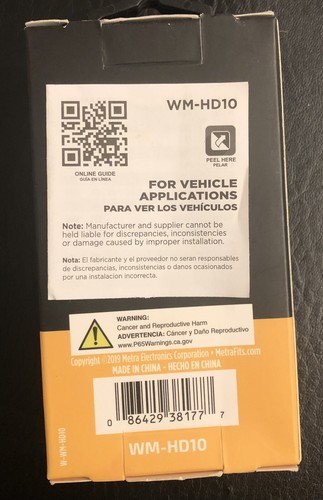 WM-HD10
PEEL HERE
PELAR
ONLINE GUIDE
GUÍA EN LÍNEA
FOR VEHICLE
APPLICATIONS
PARA VER LOS VEHÍCULOS
Note: Manufacturer and supplier cannot be
held liable for discrepancies, inconsistencies
or damage caused by improper installation.
Nota: El fabricante y el proveedor no seran responsables
de discrepancias, inconsistencias o danos ocasionados
por una instalacion incorrecta.
WARNING:
Cancer and Reproductive Harm
ADVERTENCIA: Cáncer y Daño Reproductivo
www.P65Warnings.ca.gov
Copyright ©2019 Metra Electronics Corporation • MetraFits.com
MADE IN CHINA - HECHO EN CHINA
0 86429 38177 7
WM-HD10
W-WM-HD10